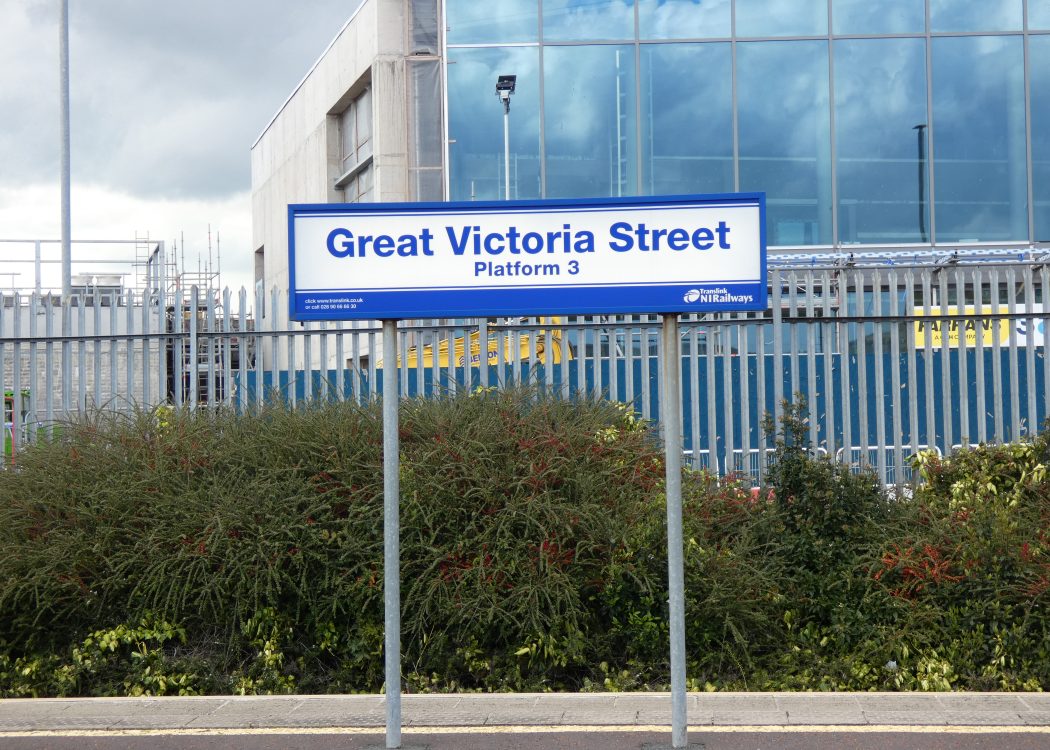 Great Victoria Street
Platform 3
click www.translink.co.uk
or call 028 90 66 66 30
Translink
NIRailways
FARRANS